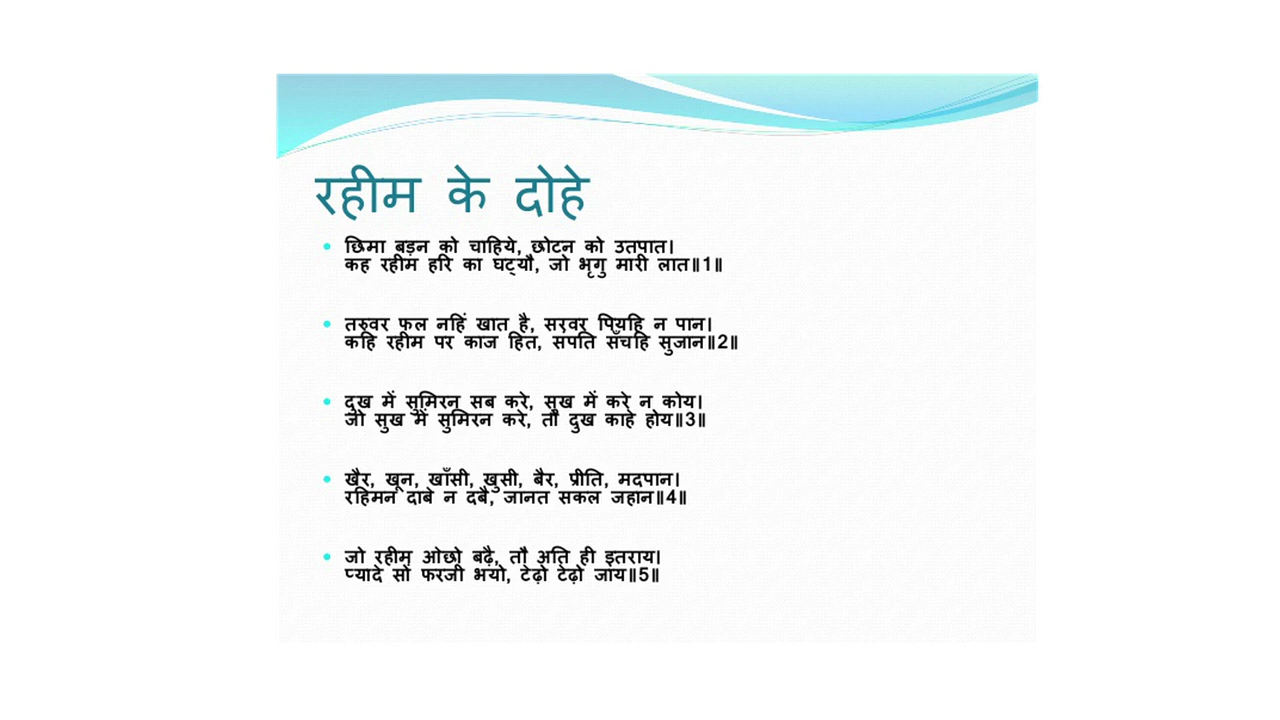 रहीम के दोहे
छिमा बड़न को चाहिये, छोटन को उतपात।
कह रहीम हरि का घट्यौ, जो भृगु मारी लात॥1॥
तरुवर फल नहिं खात है, सरवर पियहि न पान।
कहि रहीम पर काज हित, संपति सँचहि सुजान॥2॥
दुख में सुमिरन सब करे, सुख में करे न कोय।
जो सुख में सुमिरन करे, तौ दुख काहे होय॥3॥
खैर, खून, खाँसी, खुसी, बैर, प्रीति, मदपान।
रहिमन दाबे न दबै, जानत सकल जहान॥4॥
जो रहीम ओछो बढ़ै, तौ अति ही इतराय।
प्यादे सों फरजी भयो, टेढ़ो टेढ़ो जाय॥5॥